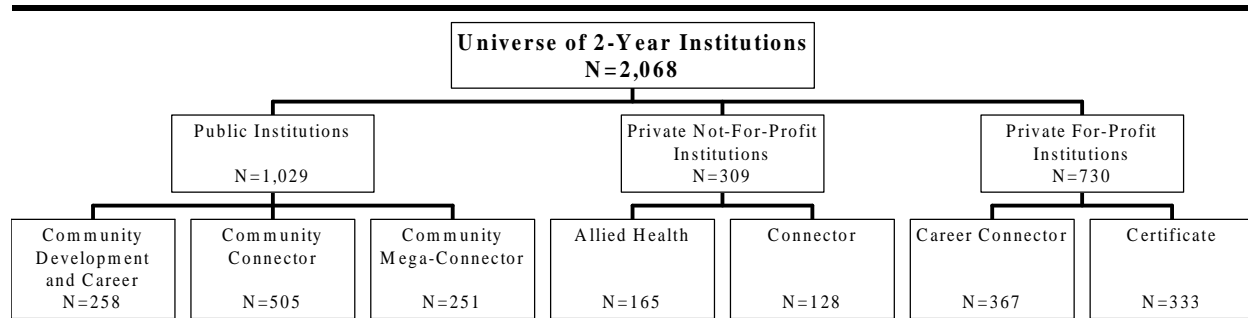 Universe of 2-Year Institutions
N=2,068
Public Institutions
N=1,029
Private Not-For-Profit
Institutions
N=309
Private For-Profit
Institutions
N=730
Community
Development
and Career
N=258
Community
Connector
N=505
Community
Mega-Connector
N=251
Allied Health
N=165
Connector
N=128
Career Connector
N=367
Certificate
N=333